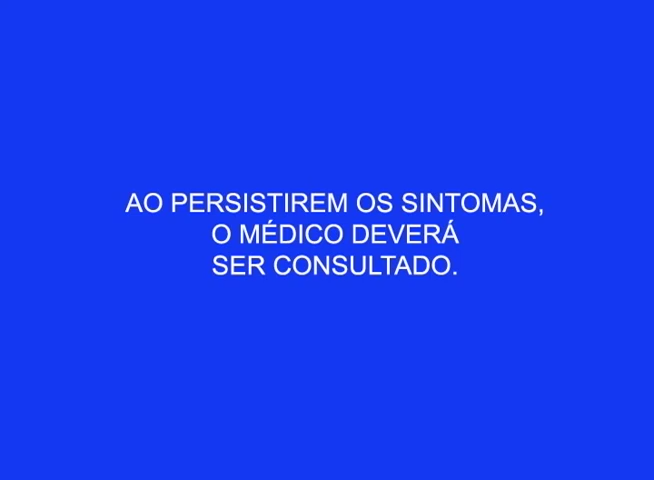 AO PERSISTIREM OS SINTOMAS,
O MÉDICO DEVERÁ
SER CONSULTADO.